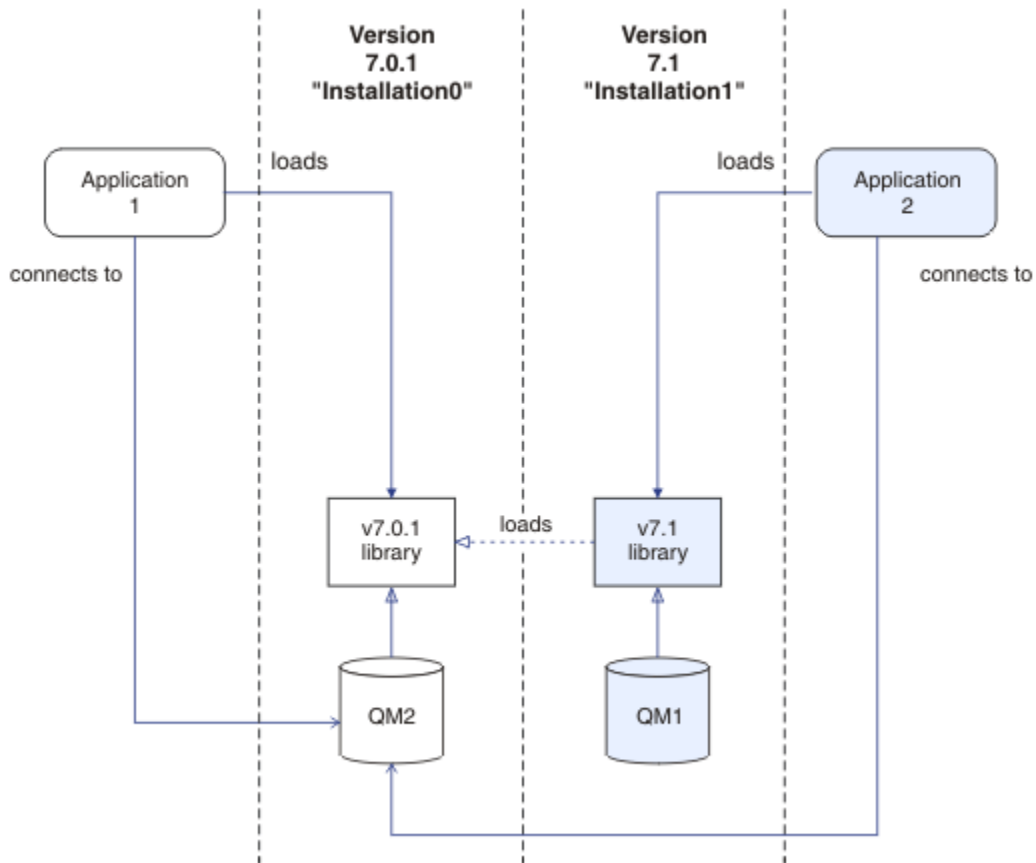 Version
7.0.1
"Installation0"
Version
7.1
"Installation1"
loads
loads
Application
1
Application
2
connects to
connects to
v7.0.1
library
loads
v7.1
library
QM2
QM1